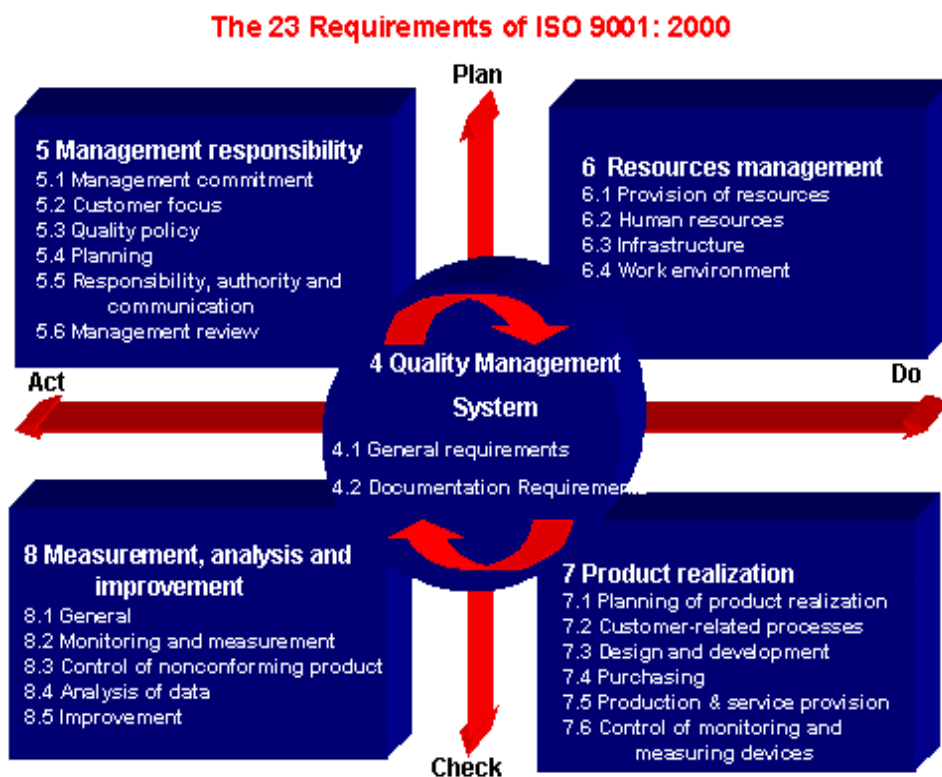 The 23 Requirements of ISO 9001: 2000
Plan
5 Management responsibility
5.1 Management commitment
5.2 Customer focus
5.3 Quality policy
5.4 Planning
5.5 Responsibility, authority and
communication
5.6 Management review
6 Resources management
6.1 Provision of resources
6.2 Human resources
6.3 Infrastructure
6.4 Work environment
Act
Do
4 Quality Management
System
4.1 General requirements
4.2 Documentation Requirements
8 Measurement, analysis and
improvement
8.1 General
8.2 Monitoring and measurement
8.3 Control of nonconforming product
8.4 Analysis of data
8.5 Improvement
7 Product realization
7.1 Planning of product realization
7.2 Customer-related processes
7.3 Design and development
7.4 Purchasing
7.5 Production & service provision
7.6 Control of monitoring and
measuring devices
Check